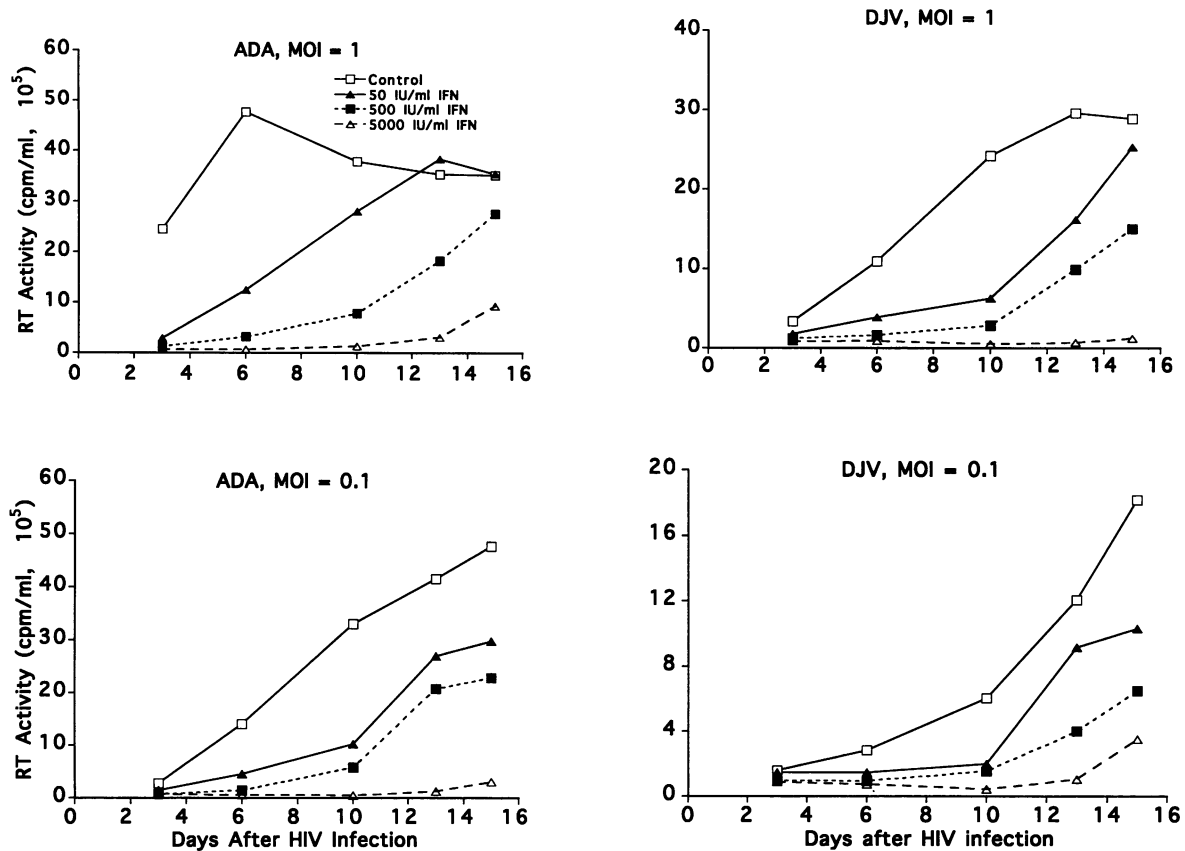 ADA, MOI = 1
RT Activity (cpm/ml, 10⁵)
60
50
40
30
20
10
0
Control
50 IU/ml IFN
500 IU/ml IFN
5000 IU/ml IFN
0 2 4 6 8 10 12 14 16
DJV, MOI = 1
40
30
20
10
0
0 2 4 6 8 10 12 14 16
ADA, MOI = 0.1
RT Activity (cpm/ml, 10⁵)
60
50
40
30
20
10
0
0 2 4 6 8 10 12 14 16
Days After HIV Infection
DJV, MOI = 0.1
20
16
12
8
4
0
0 2 4 6 8 10 12 14 16
Days after HIV infection